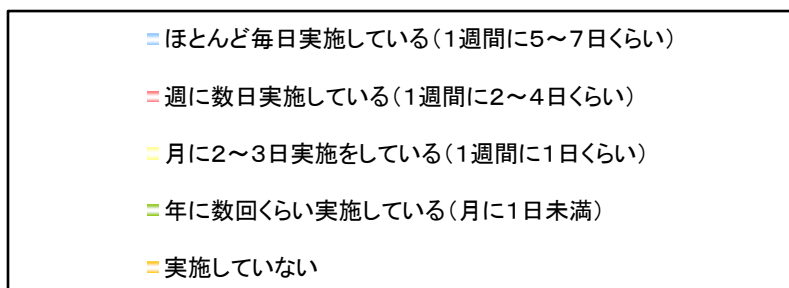 ほとんど毎日実施している(1週間に5～7日くらい)
週に数日実施している(1週間に2～4日くらい)
月に2～3日実施をしている(1週間に1日くらい)
年に数回くらい実施している(月に1日未満)
実施していない